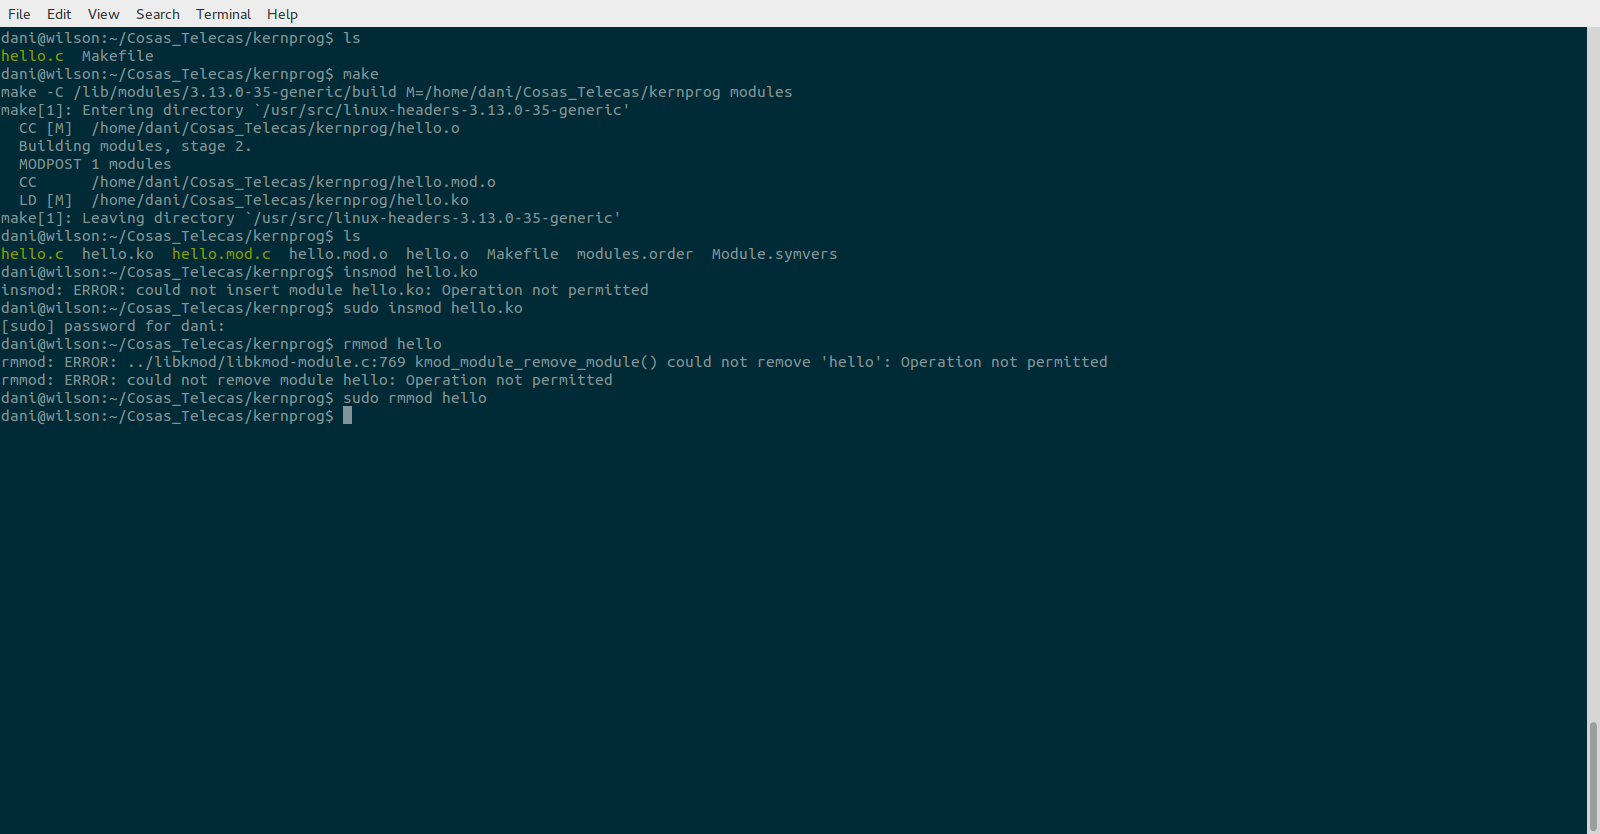 File Edit View Search Terminal Help
dani@wilson:~/Cosas_Telecas/kernprog$ ls
hello.c  Makefile
dani@wilson:~/Cosas_Telecas/kernprog$ make
make -C /lib/modules/3.13.0-35-generic/build M=/home/dani/Cosas_Telecas/kernprog modules
make[1]: Entering directory `/usr/src/linux-headers-3.13.0-35-generic'
  CC [M]  /home/dani/Cosas_Telecas/kernprog/hello.o
  Building modules, stage 2.
  MODPOST 1 modules
  CC      /home/dani/Cosas_Telecas/kernprog/hello.mod.o
  LD [M]  /home/dani/Cosas_Telecas/kernprog/hello.ko
make[1]: Leaving directory `/usr/src/linux-headers-3.13.0-35-generic'
dani@wilson:~/Cosas_Telecas/kernprog$ ls
hello.c  hello.ko  hello.mod.c  hello.mod.o  hello.o  Makefile  modules.order  Module.symvers
dani@wilson:~/Cosas_Telecas/kernprog$ insmod hello.ko
insmod: ERROR: could not insert module hello.ko: Operation not permitted
dani@wilson:~/Cosas_Telecas/kernprog$ sudo insmod hello.ko
[sudo] password for dani:
dani@wilson:~/Cosas_Telecas/kernprog$ rmmod hello
rmmod: ERROR: ../libkmod/libkmod-module.c:769 kmod_module_remove_module() could not remove 'hello': Operation not permitted
rmmod: ERROR: could not remove module hello: Operation not permitted
dani@wilson:~/Cosas_Telecas/kernprog$ sudo rmmod hello
dani@wilson:~/Cosas_Telecas/kernprog$